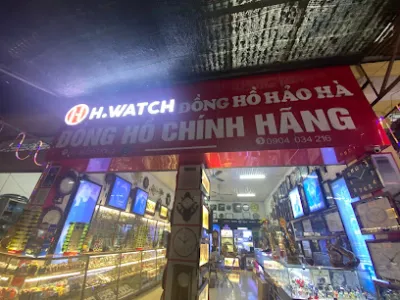 H.WATCH ĐỒNG HỒ HẢO HÀ
ĐỒNG HỒ CHÍNH HÃNG
0904 034 216